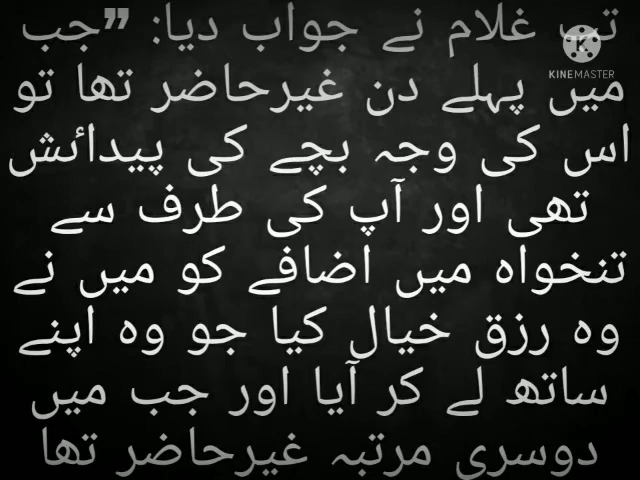 تب غلام نے جواب دیا: ”جب
KINEMASTER
میں پہلے دن غیرحاضر تھا تو
اس کی وجہ بچے کی پیدائش
تھی اور آپ کی طرف سے
تنخواہ میں اضافے کو میں نے
وہ رزق خیال کیا جو وہ اپنے
ساتھ لے کر آیا اور جب میں
دوسری مرتبہ غیرحاضر تھا